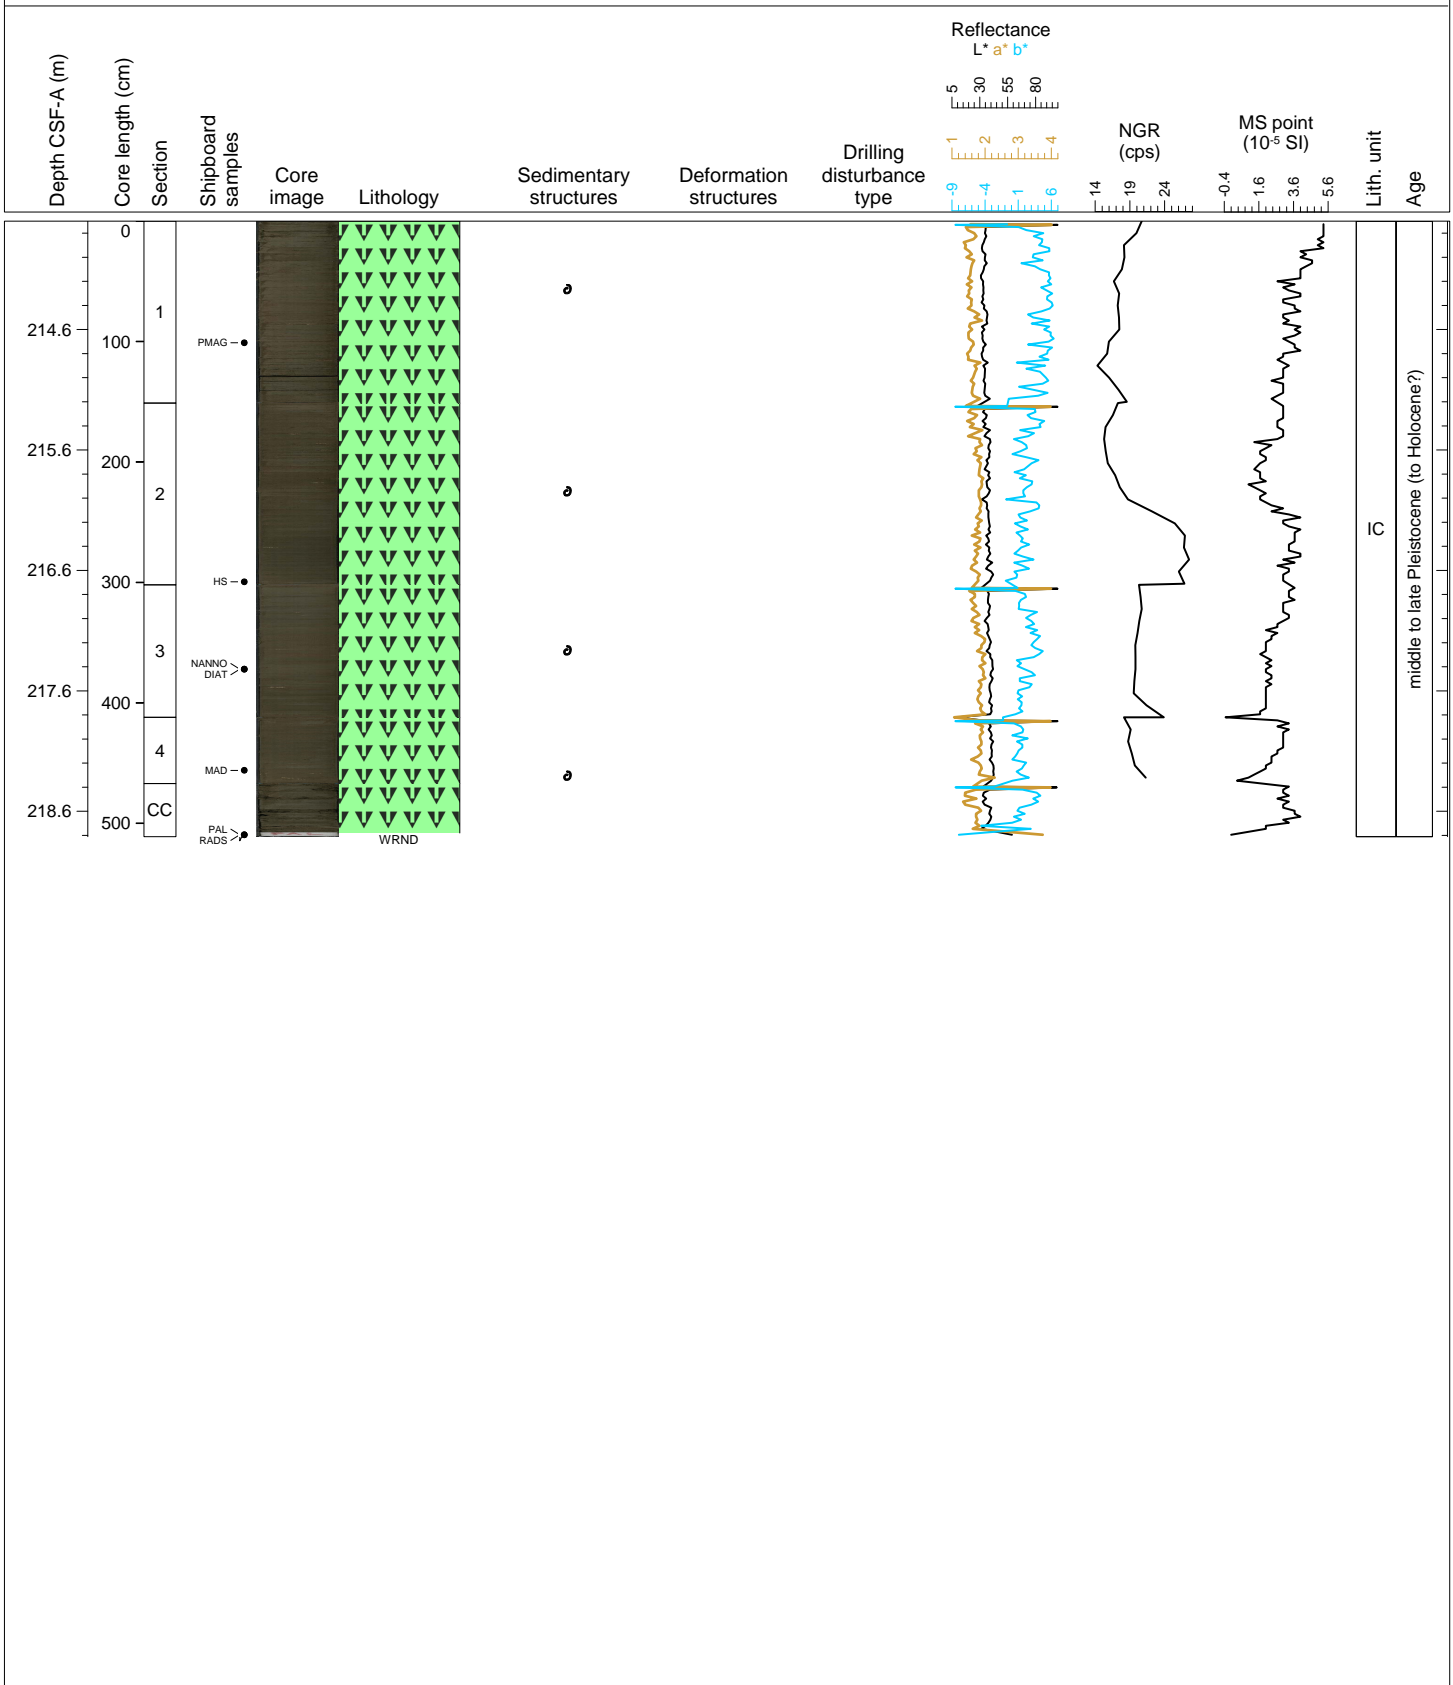 Depth CSF-A (m)
Core length (cm)
Section
Shipboard
samples
Core
image
Lithology
Sedimentary
structures
Deformation
structures
Drilling
disturbance
type
Reflectance
L* a* b*
5 30 55 80
1 2 3 4
-9 -4 1 6
NGR
(cps)
14 19 24
MS point
(10-5 SI)
-0.4 1.6 3.6 5.6
Lith. unit
Age
0
1
214.6
100
PMAG
215.6
200
2
IC
middle to late Pleistocene (to Holocene?)
216.6
300
HS
3
NANNO
DIAT
217.6
400
4
MAD
218.6
500
CC
PAL
RADS
WRND